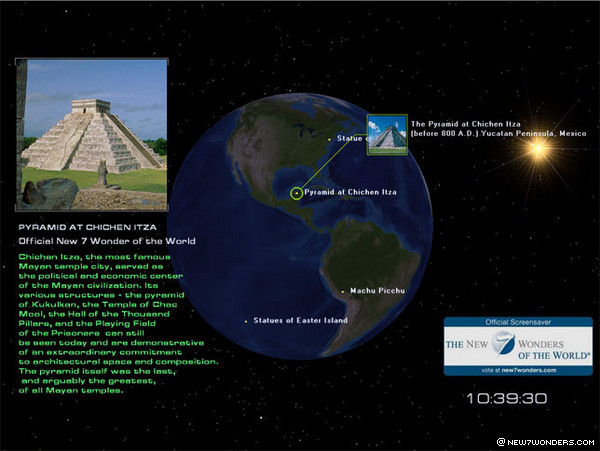 The Pyramid at Chichen Itza
(before 800 A.D.) Yucatan Peninsula, Mexico
Statue o
Pyramid at Chichen Itza
PYRAMID AT CHICHEN ITZA
Official New 7 Wonder of the World
Chichen Itza, the most famous
Mayan temple city, served as
the political and economic center
of the Mayan civilization. Its
various structures - the pyramid
of Kukulkan, the Temple of Chac
Mool, the Hall of the Thousand
Pillars, and the Playing Field
of the Prisoners can still
be seen today and are demonstrative
of an extraordinary commitment
to architectural space and composition.
The pyramid itself was the last,
and arguably the greatest,
of all Mayan temples.
Machu Picchu
Statues of Easter Island
Official Screensaver
THE NEW 7 WONDERS
OF THE WORLD®
vote at new7wonders.com
10:39:30
@ NEW7WONDERS.COM